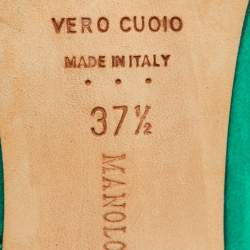 VERO CUOIO
MADE IN ITALY
37½
MANOLO